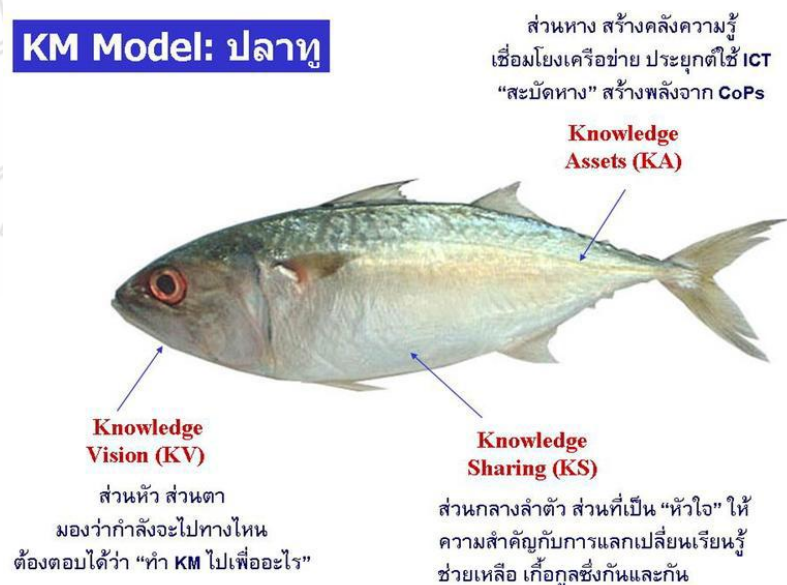 KM Model: ปลาทู
ส่วนหาง สร้างคลังความรู้
เชื่อมโยงเครือข่าย ประยุกต์ใช้ ICT
“สะบัดหาง” สร้างพลังจาก CoPs
Knowledge
Assets (KA)
Knowledge
Vision (KV)
ส่วนหัว ส่วนตา
มองว่ากำลังจะไปทางไหน
ต้องตอบได้ว่า “ทำ KM ไปเพื่ออะไร”
Knowledge
Sharing (KS)
ส่วนกลางลำตัว ส่วนที่เป็น “หัวใจ” ให้
ความสำคัญกับการแลกเปลี่ยนเรียนรู้
ช่วยเหลือ เกื้อกูลซึ่งกันและกัน